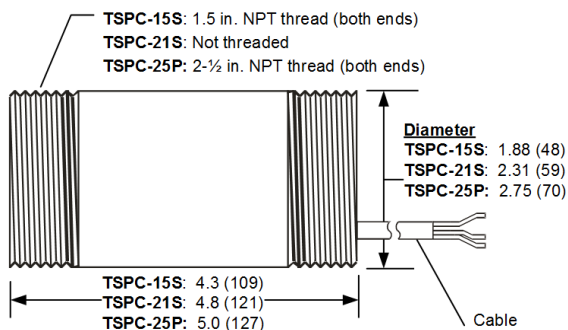 TSPC-15S: 1.5 in. NPT thread (both ends)
TSPC-21S: Not threaded
TSPC-25P: 2-½ in. NPT thread (both ends)
Diameter
TSPC-15S: 1.88 (48)
TSPC-21S: 2.31 (59)
TSPC-25P: 2.75 (70)
TSPC-15S: 4.3 (109)
TSPC-21S: 4.8 (121)
TSPC-25P: 5.0 (127)
Cable